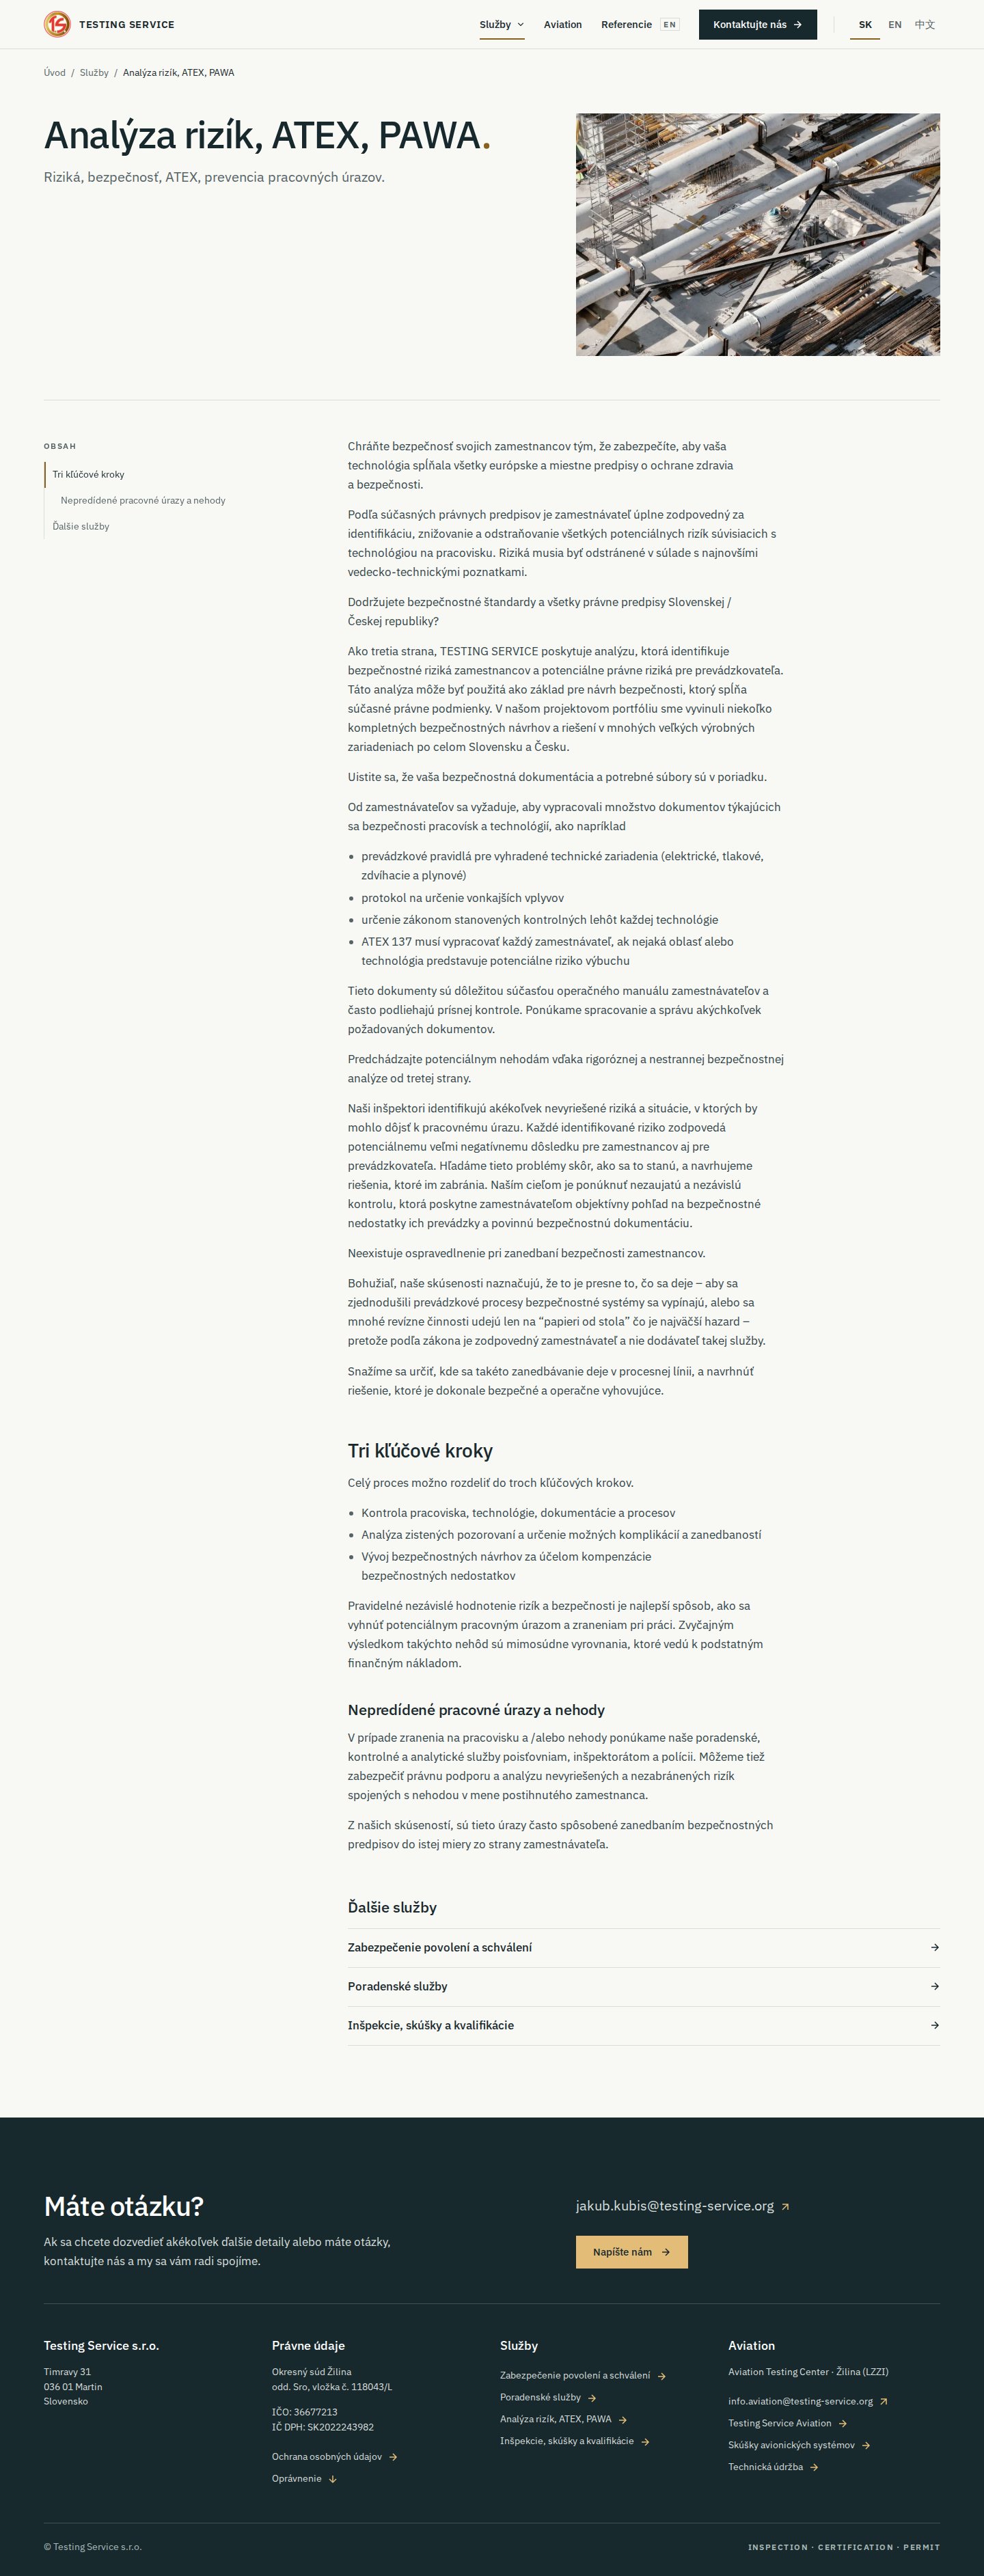 TS
TESTING SERVICE
Služby
Aviation
Referencie EN
Kontaktujte nás →
SK EN 中文
Úvod / Služby / Analýza rizík, ATEX, PAWA
Analýza rizík, ATEX, PAWA.
Riziká, bezpečnosť, ATEX, prevencia pracovných úrazov.
OBSAH
Tri kľúčové kroky
Nepredídené pracovné úrazy a nehody
Ďalšie služby
Chráňte bezpečnosť svojich zamestnancov tým, že zabezpečíte, aby vaša
technológia spĺňala všetky európske a miestne predpisy o ochrane zdravia
a bezpečnosti.
Podľa súčasných právnych predpisov je zamestnávateľ úplne zodpovedný za
identifikáciu, znižovanie a odstraňovanie všetkých potenciálnych rizík súvisiacich s
technológiou na pracovisku. Riziká musia byť odstránené v súlade s najnovšími
vedecko-technickými poznatkami.
Dodržujete bezpečnostné štandardy a všetky právne predpisy Slovenskej /
Českej republiky?
Ako tretia strana, TESTING SERVICE poskytuje analýzu, ktorá identifikuje
bezpečnostné riziká zamestnancov a potenciálne právne riziká pre prevádzkovateľa.
Táto analýza môže byť použitá ako základ pre návrh bezpečnosti, ktorý spĺňa
súčasné právne podmienky. V našom projektovom portfóliu sme vyvinuli niekoľko
kompletných bezpečnostných návrhov a riešení v mnohých veľkých výrobných
zariadeniach po celom Slovensku a Česku.
Uistite sa, že vaša bezpečnostná dokumentácia a potrebné súbory sú v poriadku.
Od zamestnávateľov sa vyžaduje, aby vypracovali množstvo dokumentov týkajúcich
sa bezpečnosti pracovísk a technológií, ako napríklad
• prevádzkové pravidlá pre vyhradené technické zariadenia (elektrické, tlakové,
zdvíhacie a plynové)
• protokol na určenie vonkajších vplyvov
• určenie zákonom stanovených kontrolných lehôt každej technológie
• ATEX 137 musí vypracovať každý zamestnávateľ, ak nejaká oblasť alebo
technológia predstavuje potenciálne riziko výbuchu
Tieto dokumenty sú dôležitou súčasťou operačného manuálu zamestnávateľov a
často podliehajú prísnej kontrole. Ponúkame spracovanie a správu akýchkoľvek
požadovaných dokumentov.
Predchádzajte potenciálnym nehodám vďaka rigoróznej a nestrannej bezpečnostnej
analýze od tretej strany.
Naši inšpektori identifikujú akékoľvek nevyriešené riziká a situácie, v ktorých by
mohlo dôjsť k pracovnému úrazu. Každé identifikované riziko zodpovedá
potenciálnemu veľmi negatívnemu dôsledku pre zamestnancov aj pre
prevádzkovateľa. Hľadáme tieto problémy skôr, ako sa to stanú, a navrhujeme
riešenia, ktoré im zabránia. Naším cieľom je ponúknuť nezaujatú a nezávislú
kontrolu, ktorá poskytne zamestnávateľom objektívny pohľad na bezpečnostné
nedostatky ich prevádzky a povinnú bezpečnostnú dokumentáciu.
Neexistuje ospravedlnenie pri zanedbaní bezpečnosti zamestnancov.
Bohužiaľ, naše skúsenosti naznačujú, že to je presne to, čo sa deje – aby sa
zjednodušili prevádzkové procesy bezpečnostné systémy sa vypínajú, alebo sa
mnohé revízne činnosti udejú len na “papieri od stola” čo je najväčší hazard –
pretože podľa zákona je zodpovedný zamestnávateľ a nie dodávateľ takej služby.
Snažíme sa určiť, kde sa takéto zanedbávanie deje v procesnej línii, a navrhnúť
riešenie, ktoré je dokonale bezpečné a operačne vyhovujúce.
Tri kľúčové kroky
Celý proces možno rozdeliť do troch kľúčových krokov.
• Kontrola pracoviska, technológie, dokumentácie a procesov
• Analýza zistených pozorovaní a určenie možných komplikácií a zanedbaností
• Vývoj bezpečnostných návrhov za účelom kompenzácie
bezpečnostných nedostatkov
Pravidelné nezávislé hodnotenie rizík a bezpečnosti je najlepší spôsob, ako sa
vyhnúť potenciálnym pracovným úrazom a zraneniam pri práci. Zvyčajným
výsledkom takýchto nehôd sú mimosúdne vyrovnania, ktoré vedú k podstatným
finančným nákladom.
Nepredídené pracovné úrazy a nehody
V prípade zranenia na pracovisku a /alebo nehody ponúkame naše poradenské,
kontrolné a analytické služby poisťovniam, inšpektorátom a polícii. Môžeme tiež
zabezpečiť právnu podporu a analýzu nevyriešených a nezabránených rizík
spojených s nehodou v mene postihnutého zamestnanca.
Z našich skúseností, sú tieto úrazy často spôsobené zanedbaním bezpečnostných
predpisov do istej miery zo strany zamestnávateľa.
Ďalšie služby
Zabezpečenie povolení a schválení →
Poradenské služby →
Inšpekcie, skúšky a kvalifikácie →
Máte otázku?
Ak sa chcete dozvedieť akékoľvek ďalšie detaily alebo máte otázky,
kontaktujte nás a my sa vám radi spojíme.
jakub.kubis@testing-service.org ↗
Napíšte nám →
Testing Service s.r.o.
Timravy 31
036 01 Martin
Slovensko
Právne údaje
Okresný súd Žilina
odd. Sro, vložka č. 118043/L
IČO: 36677213
IČ DPH: SK2022243982
Ochrana osobných údajov →
Oprávnenie ↓
Služby
Zabezpečenie povolení a schválení →
Poradenské služby →
Analýza rizík, ATEX, PAWA →
Inšpekcie, skúšky a kvalifikácie →
Aviation
Aviation Testing Center · Žilina (LZZI)
info.aviation@testing-service.org ↗
Testing Service Aviation →
Skúšky avionických systémov →
Technická údržba →
© Testing Service s.r.o.
INSPECTION · CERTIFICATION · PERMIT